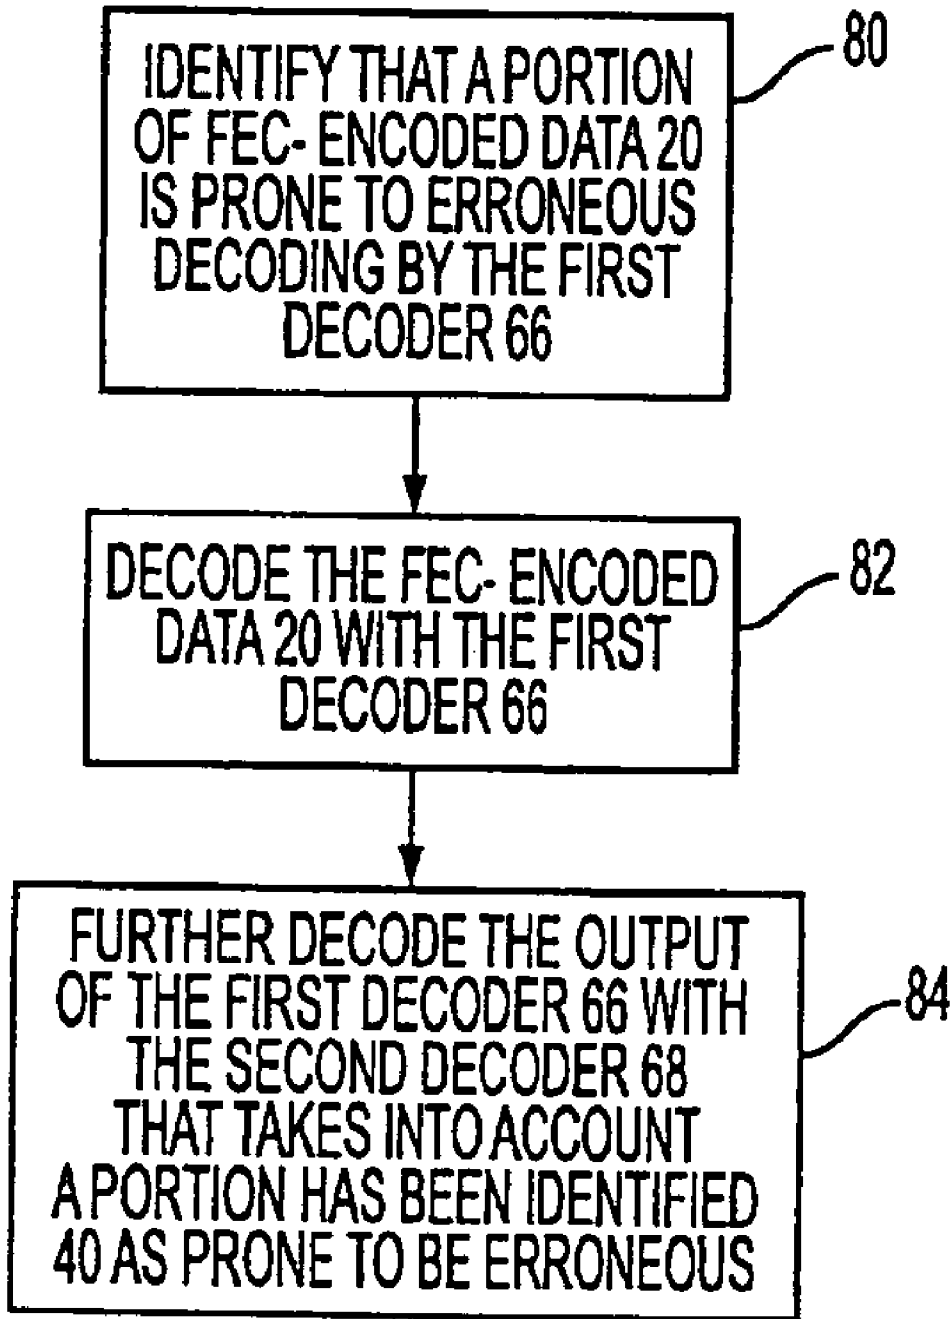 IDENTIFY THAT A PORTION
OF FEC- ENCODED DATA 20
IS PRONE TO ERRONEOUS
DECODING BY THE FIRST
DECODER 66
80
DECODE THE FEC- ENCODED
DATA 20 WITH THE FIRST
DECODER 66
82
FURTHER DECODE THE OUTPUT
OF THE FIRST DECODER 66 WITH
THE SECOND DECODER 68
THAT TAKES INTO ACCOUNT
A PORTION HAS BEEN IDENTIFIED
40 AS PRONE TO BE ERRONEOUS
84